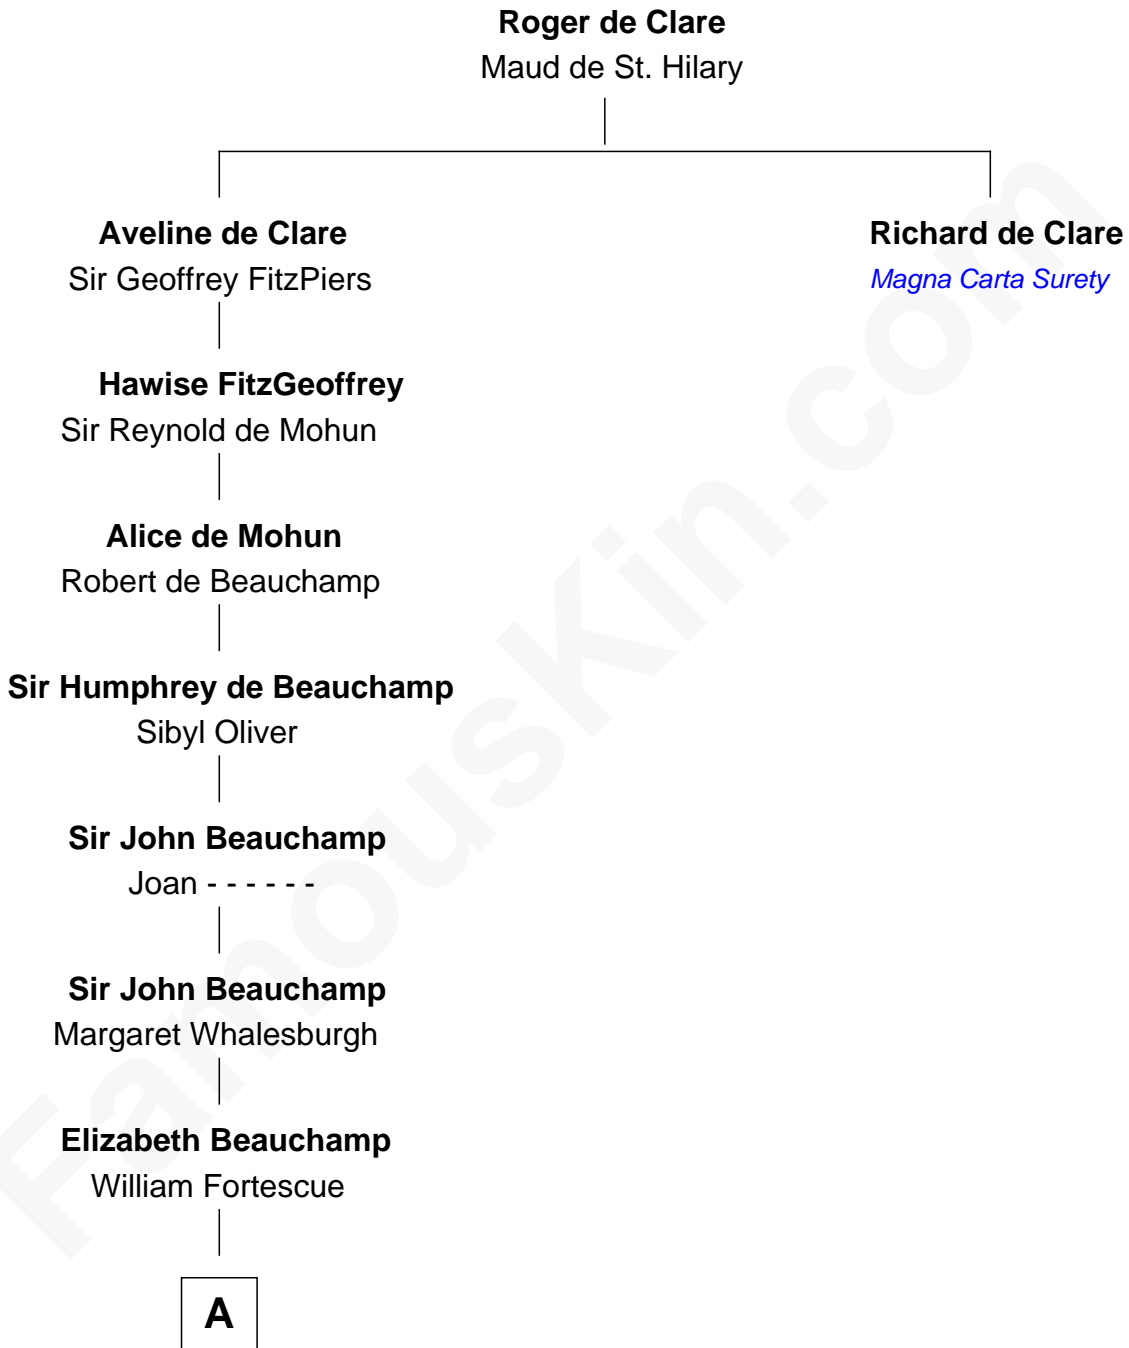 Roger de Clare
Maud de St. Hilary
Aveline de Clare
Sir Geoffrey FitzPiers
Richard de Clare
Magna Carta Surety
Hawise FitzGeoffrey
Sir Reynold de Mohun
Alice de Mohun
Robert de Beauchamp
Sir Humphrey de Beauchamp
Sibyl Oliver
Sir John Beauchamp
Joan - - - - - -
Sir John Beauchamp
Margaret Whalesburgh
Elizabeth Beauchamp
William Fortescue
A
FamousKin.com